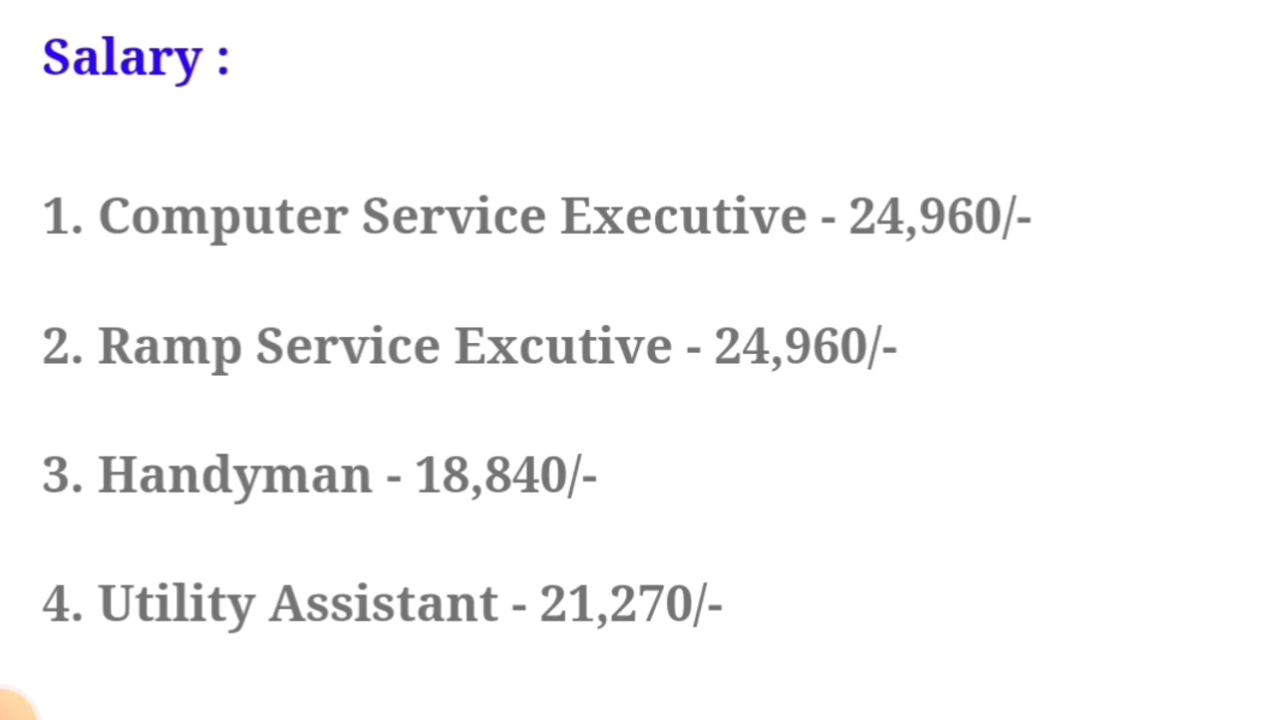 Salary :
1. Computer Service Executive - 24,960/-
2. Ramp Service Excutive - 24,960/-
3. Handyman - 18,840/-
4. Utility Assistant - 21,270/-